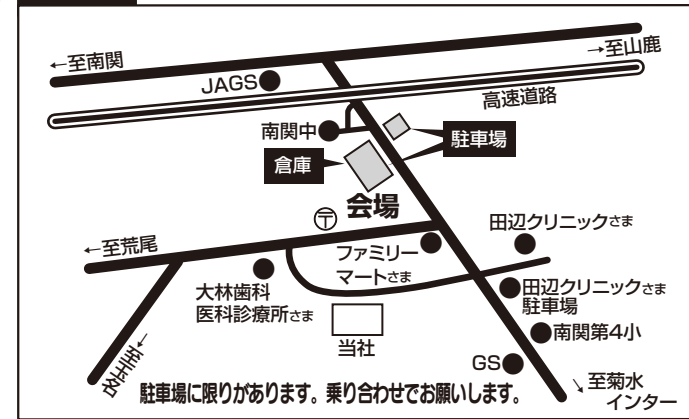 ←至南関
→至山鹿
JAGS
高速道路
南関中
駐車場
倉庫
会場
〒
←至荒尾
田辺クリニックさま
ファミリー
マートさま
大林歯科
医科診療所さま
田辺クリニックさま
駐車場
当社
南関第4小
GS
←至玉名
↘至菊水
インター
駐車場に限りがあります。乗り合わせでお願いします。